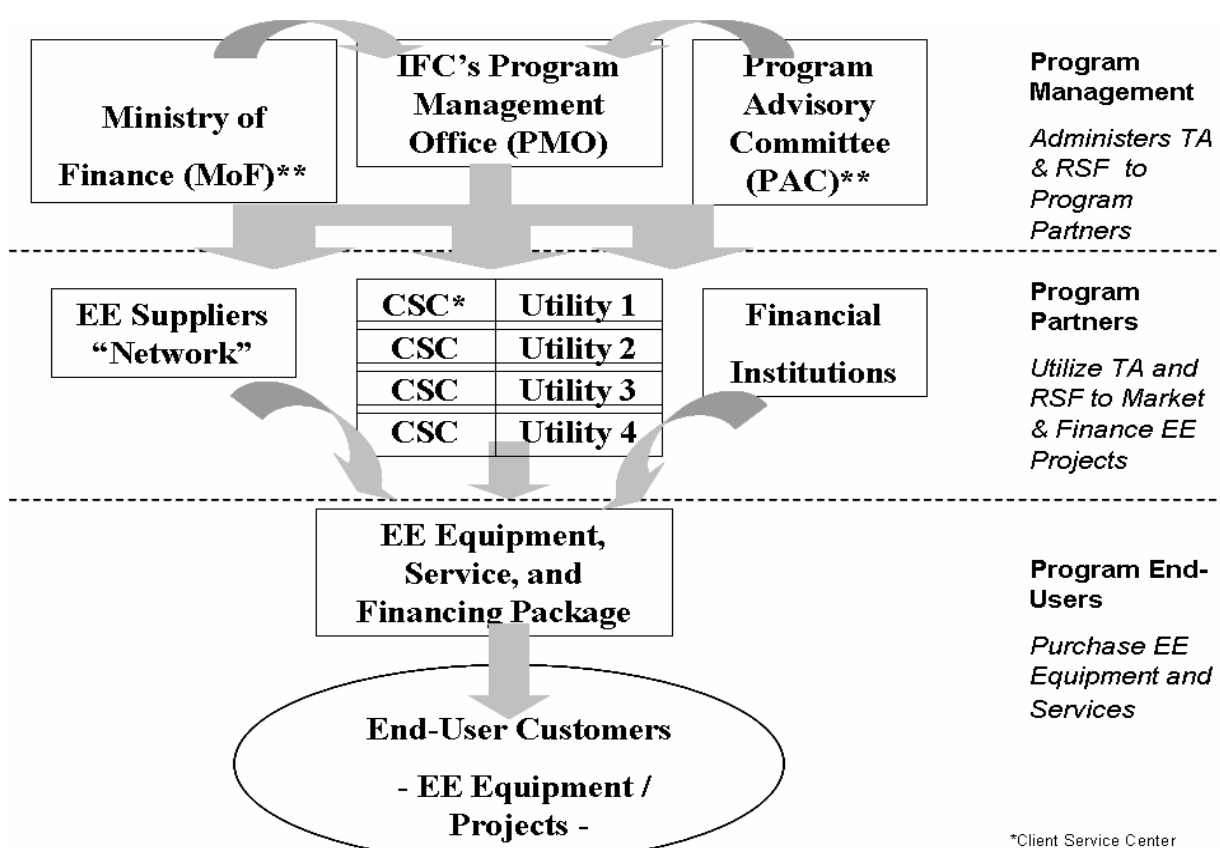 Ministry of
Finance (MoF)**
IFC's Program
Management
Office (PMO)
Program
Advisory
Committee
(PAC)**
Program
Management
Administers TA
& RSF to
Program
Partners
EE Suppliers
“Network”
CSC* Utility 1
CSC Utility 2
CSC Utility 3
CSC Utility 4
Financial
Institutions
Program
Partners
Utilize TA and
RSF to Market
& Finance EE
Projects
EE Equipment,
Service, and
Financing Package
Program End-
Users
Purchase EE
Equipment and
Services
End-User Customers
- EE Equipment /
Projects -
*Client Service Center